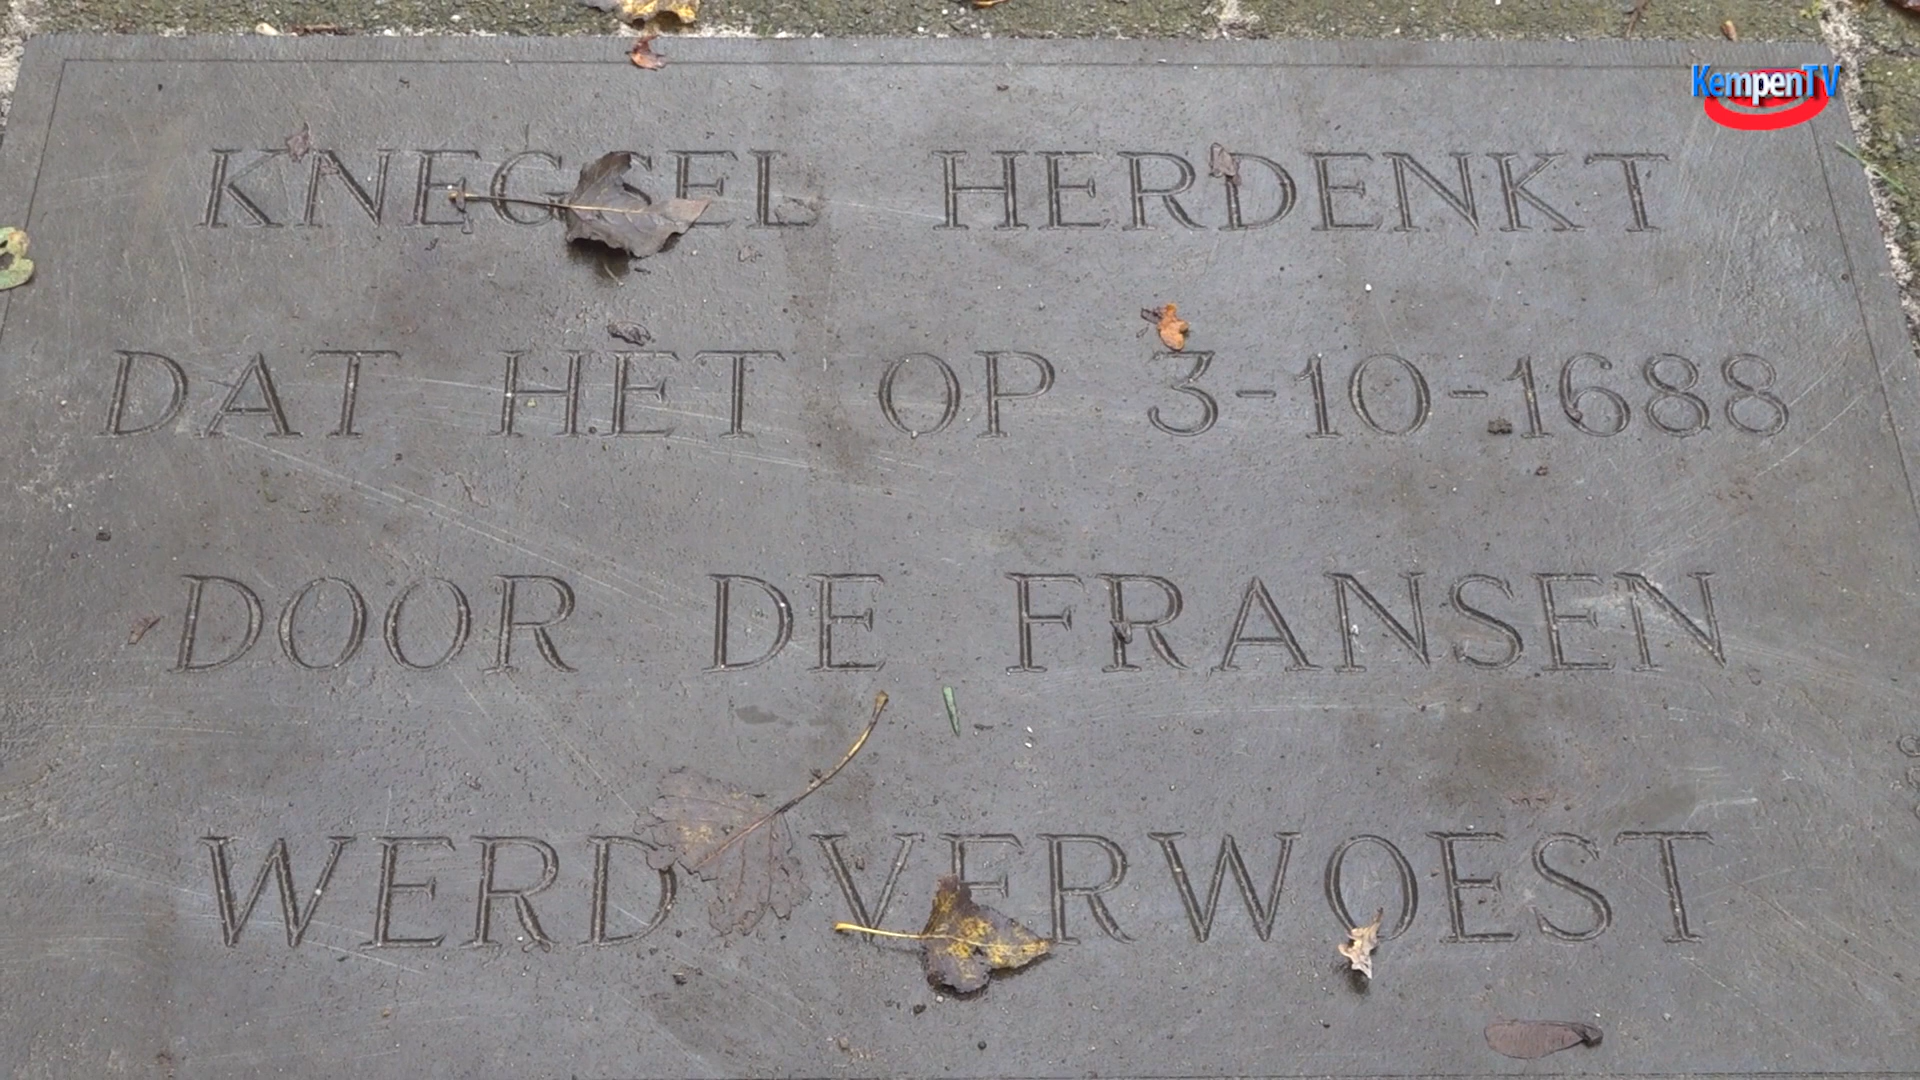 KempenTV
KNEGSEL HERDENKT
DAT HET OP 3-10-1688
DOOR DE FRANSEN
WERD VERWOEST